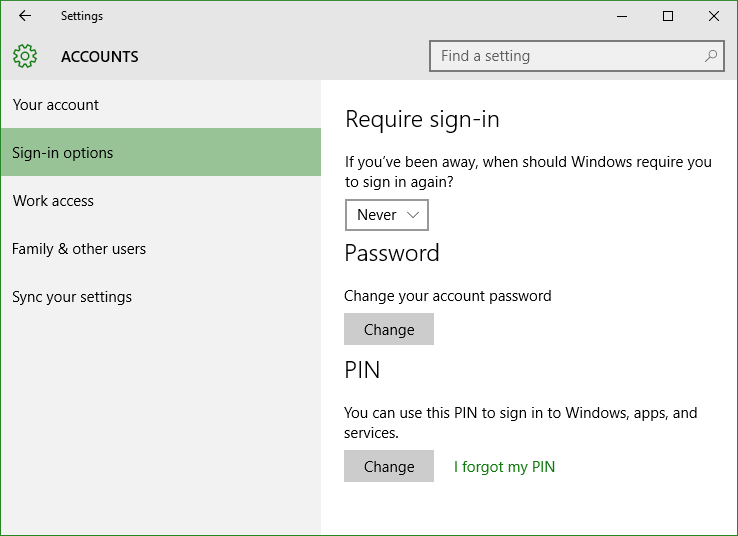 Settings
ACCOUNTS
Find a setting
Your account
Sign-in options
Work access
Family & other users
Sync your settings
Require sign-in
If you’ve been away, when should Windows require you
to sign in again?
Never
Password
Change your account password
Change
PIN
You can use this PIN to sign in to Windows, apps, and
services.
Change
I forgot my PIN